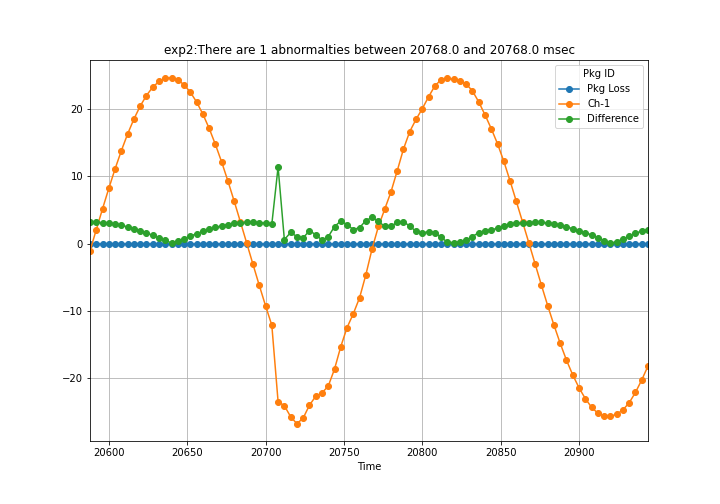 exp2:There are 1 abnormalties between 20768.0 and 20768.0 msec
Pkg ID
Pkg Loss
Ch-1
Difference
20
10
0
−10
−20
20600 20650 20700 20750 20800 20850 20900
Time